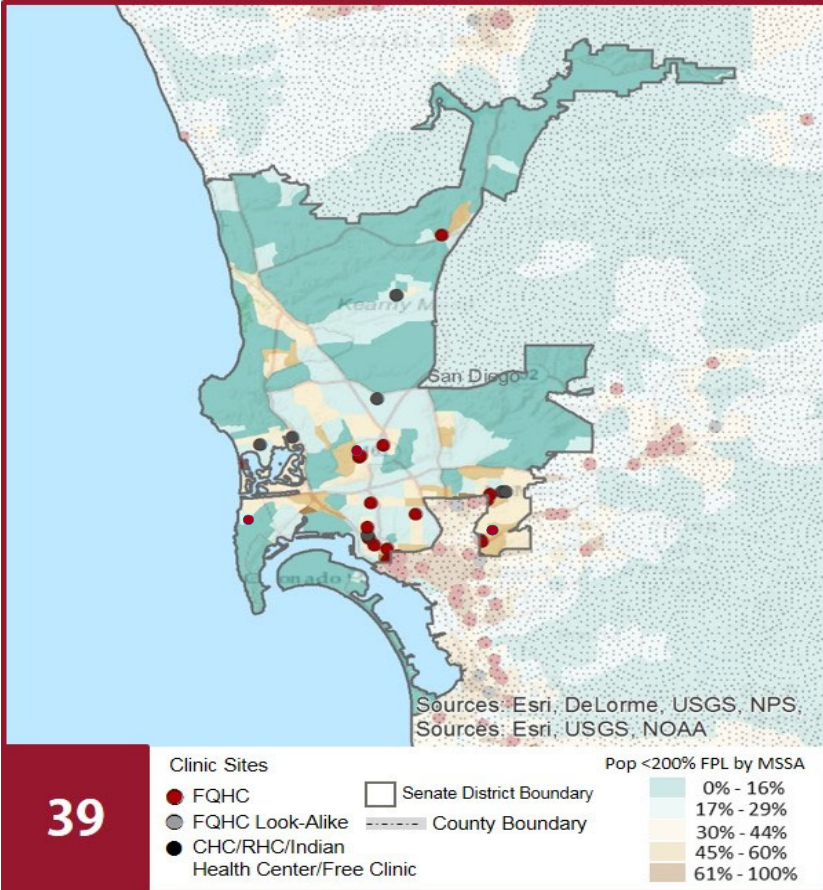 San Diego
Sources: Esri, DeLorme, USGS, NPS,
Sources: Esri, USGS, NOAA
39
Clinic Sites
FQHC
FQHC Look-Alike
CHC/RHC/Indian
Health Center/Free Clinic
Senate District Boundary
County Boundary
Pop <200% FPL by MSSA
0% - 16%
17% - 29%
30% - 44%
45% - 60%
61% - 100%